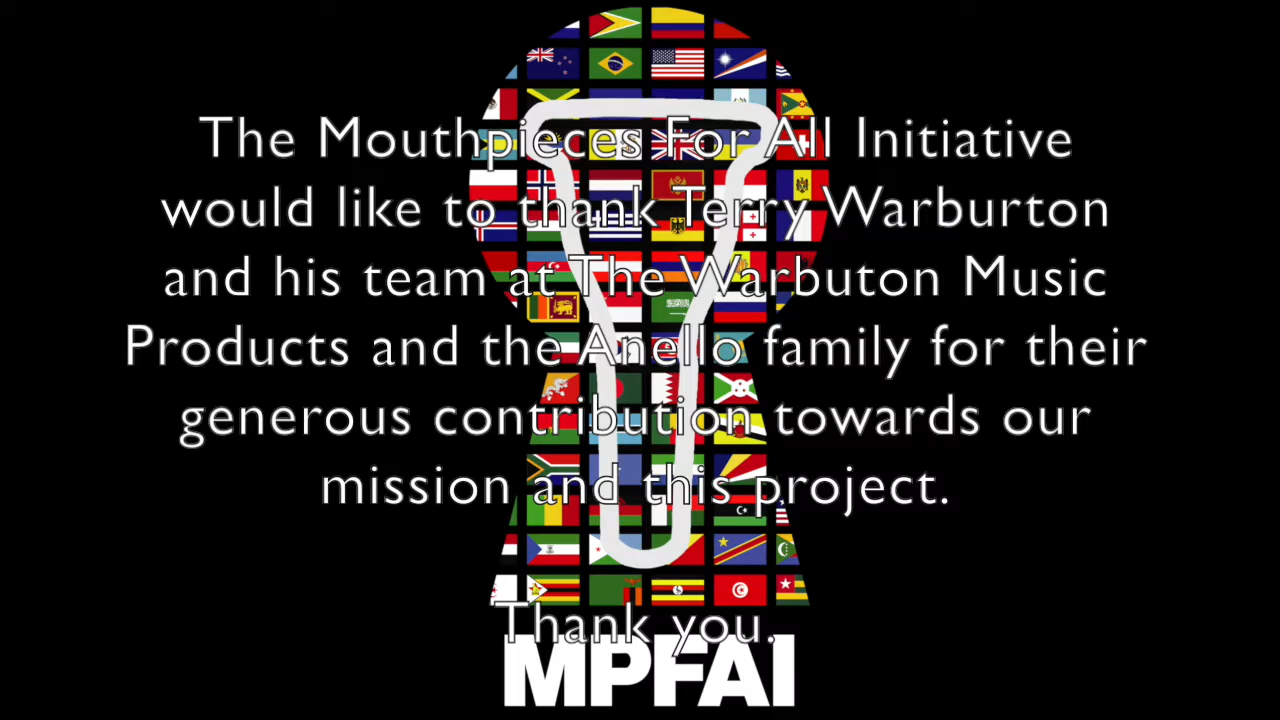 The Mouthpieces For All Initiative
would like to thank Terry Warburton
and his team at The Warbuton Music
Products and the Anello family for their
generous contribution towards our
mission and this project.
Thank you.
MPFAI